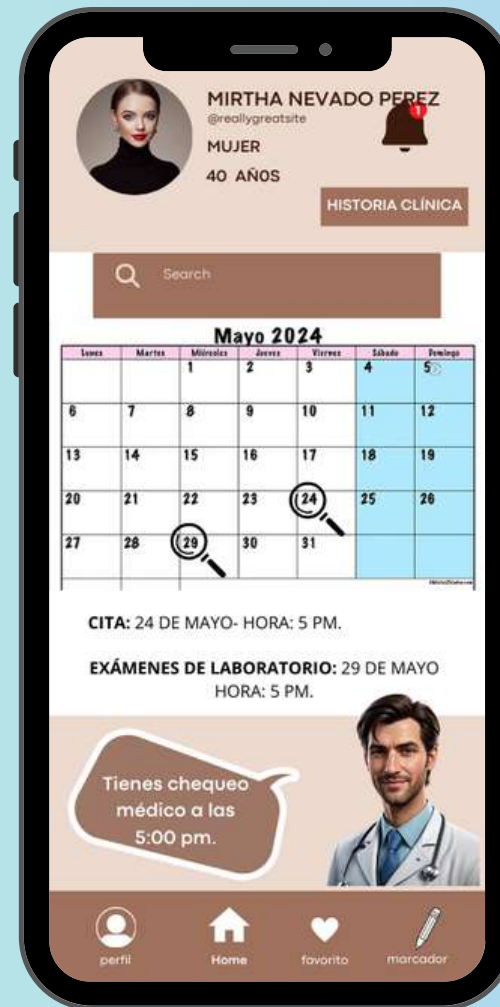 MIRTHA NEVADO PEREZ
@reallygreatsite
1
MUJER
40 AÑOS
HISTORIA CLÍNICA
Search
Mayo 2024
Lunes Martes Miércoles Jueves Viernes Sábado Domingo
1 2 3 4 5
6 7 8 9 10 11 12
13 14 15 16 17 18 19
20 21 22 23 24 25 26
27 28 29 30 31
CITA: 24 DE MAYO- HORA: 5 PM.
EXÁMENES DE LABORATORIO: 29 DE MAYO
HORA: 5 PM.
Tienes chequeo
médico a las
5:00 pm.
perfil Home favorito marcador